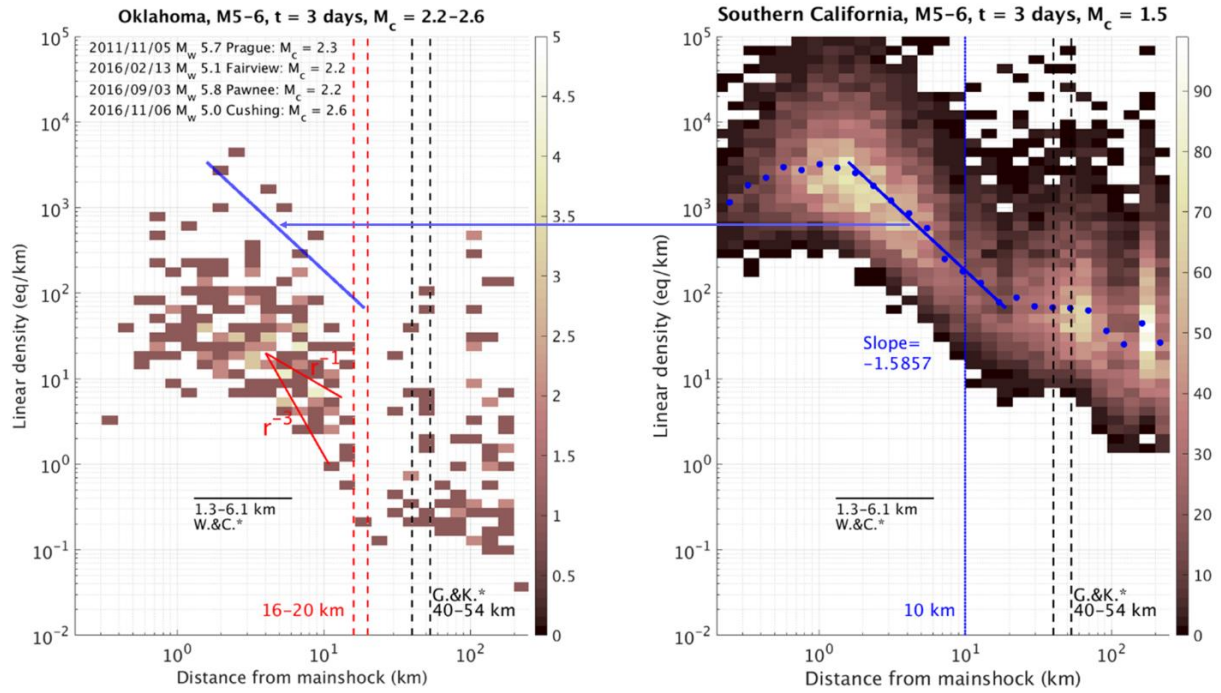 Oklahoma, M5-6, t = 3 days, M_c = 2.2-2.6
2011/11/05 M_w 5.7 Prague: M_c = 2.3
2016/02/13 M_w 5.1 Fairview: M_c = 2.2
2016/09/03 M_w 5.8 Pawnee: M_c = 2.2
2016/11/06 M_w 5.0 Cushing: M_c = 2.6
10^5
10^4
10^3
10^2
10^1
10^0
10^-1
10^-2
Linear density (eq/km)
r^-1
r^-3
1.3-6.1 km
W.&C.*
16-20 km
G.&K.*
40-54 km
10^0
10^1
10^2
Distance from mainshock (km)
5
4.5
4
3.5
3
2.5
2
1.5
1
0.5
0
Southern California, M5-6, t = 3 days, M_c = 1.5
10^5
10^4
10^3
10^2
10^1
10^0
10^-1
10^-2
Linear density (eq/km)
Slope=
-1.5857
1.3-6.1 km
W.&C.*
10 km
G.&K.*
40-54 km
10^0
10^1
10^2
Distance from mainshock (km)
90
80
70
60
50
40
30
20
10
0